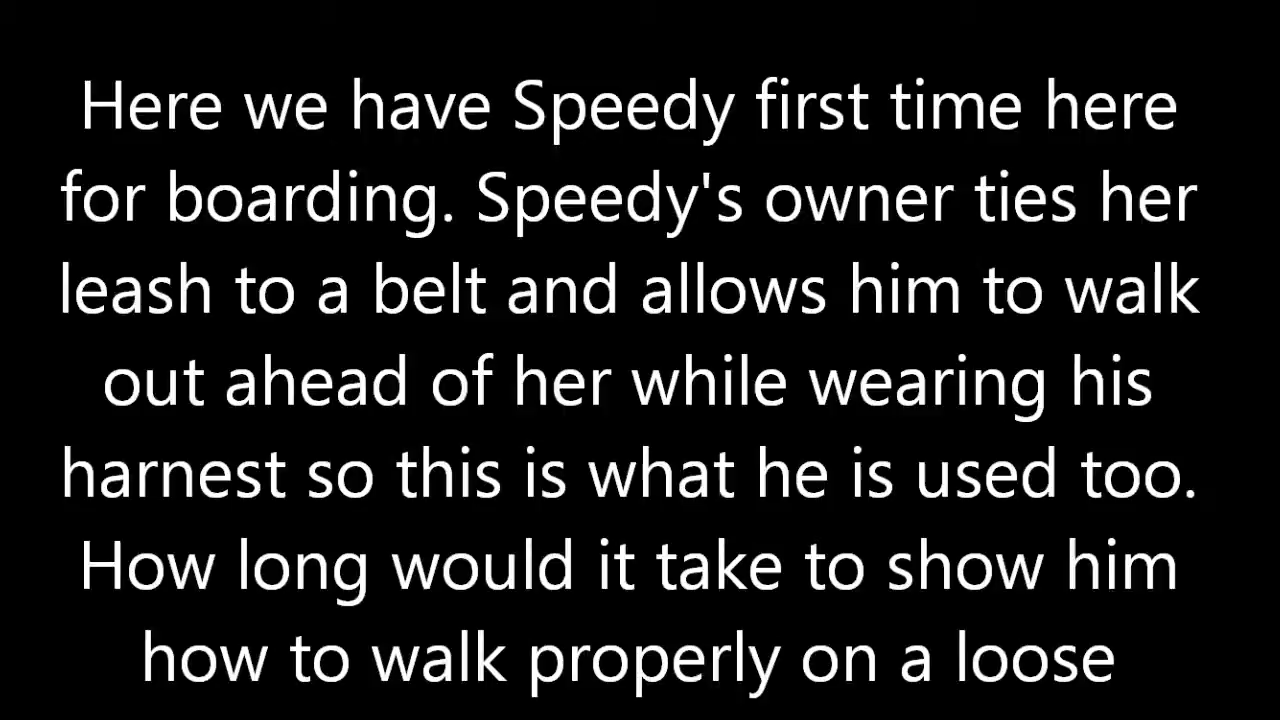 Here we have Speedy first time here
for boarding. Speedy's owner ties her
leash to a belt and allows him to walk
out ahead of her while wearing his
harnest so this is what he is used too.
How long would it take to show him
how to walk properly on a loose